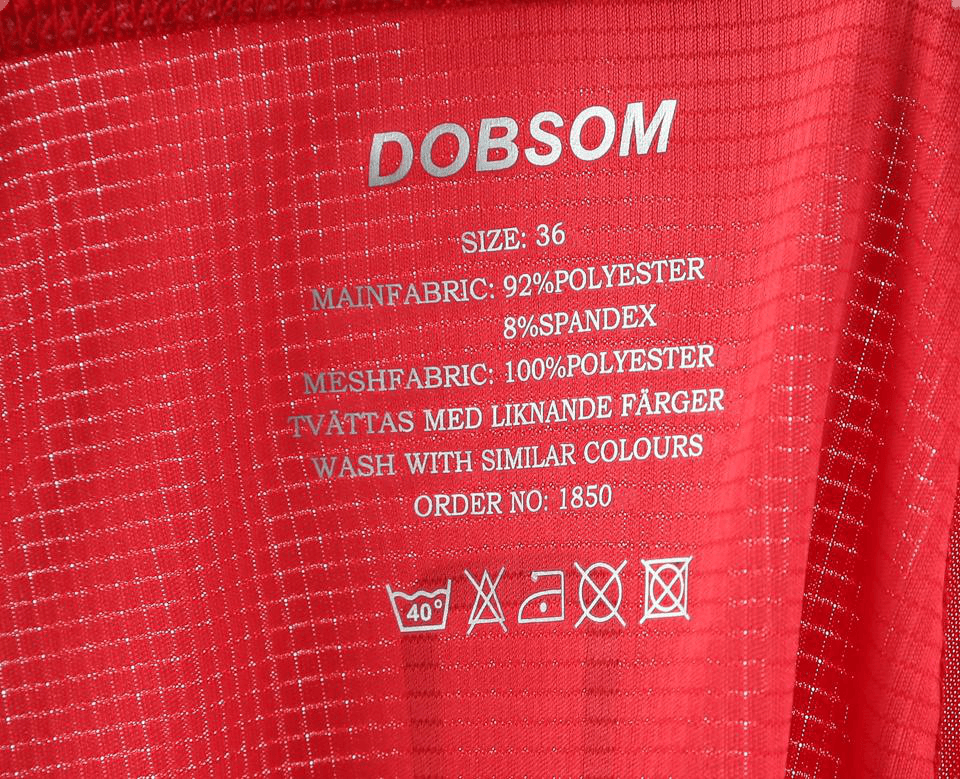 DOBSOM
SIZE: 36
MAINFABRIC: 92%POLYESTER
8%SPANDEX
MESHFABRIC: 100%POLYESTER
TVÄTTAS MED LIKNANDE FÄRGER
WASH WITH SIMILAR COLOURS
ORDER NO: 1850
40°